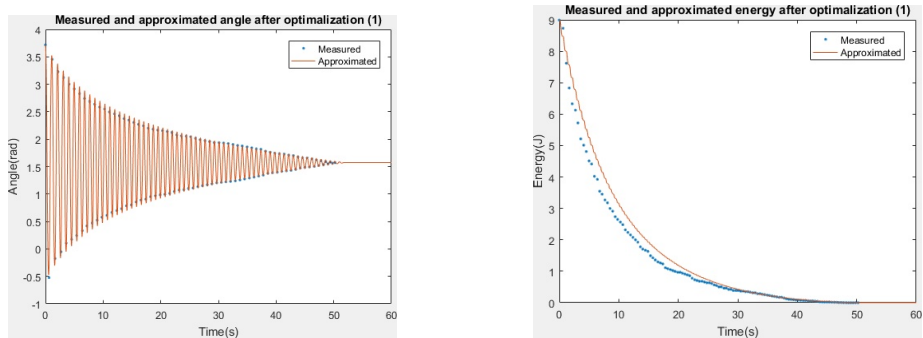 Measured and approximated angle after optimalization (1)
4
3.5
3
2.5
2
1.5
1
0.5
0
-0.5
-1
Angle(rad)
Measured
Approximated
0 10 20 30 40 50 60
Time(s)
Measured and approximated energy after optimalization (1)
9
8
7
6
5
4
3
2
1
0
Energy(J)
Measured
Approximated
0 10 20 30 40 50 60
Time(s)